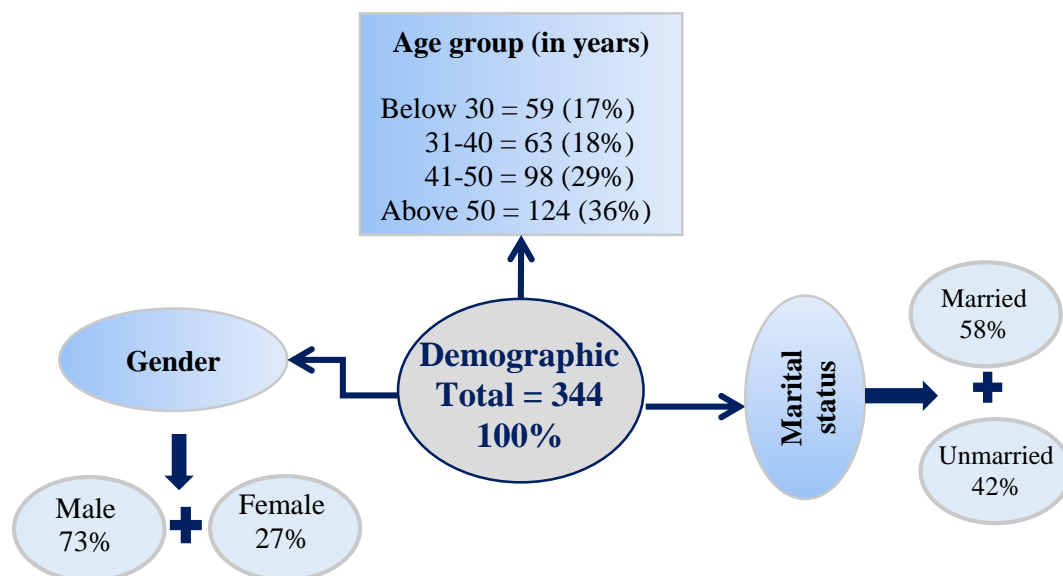 Age group (in years)
Below 30 = 59 (17%)
31-40 = 63 (18%)
41-50 = 98 (29%)
Above 50 = 124 (36%)
Demographic
Total = 344
100%
Gender
Male
73%
Female
27%
Marital
status
Married
58%
Unmarried
42%